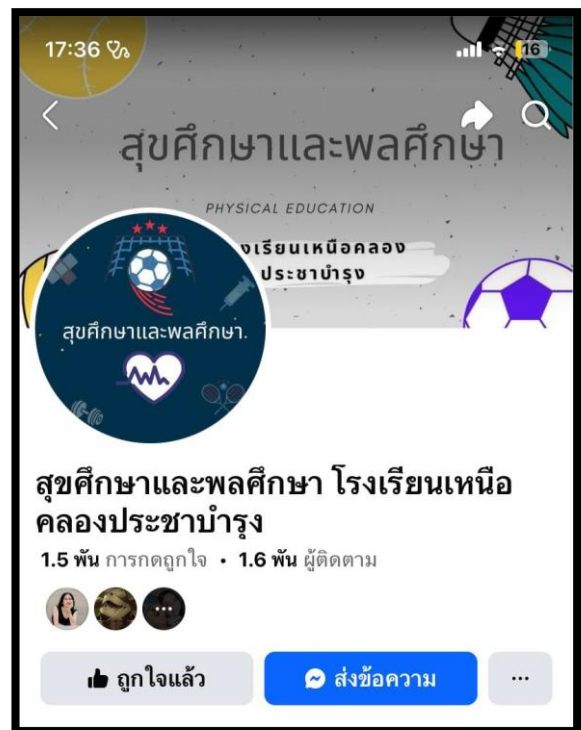 17:36
16
สุขศึกษาและพลศึกษา
PHYSICAL EDUCATION
งเรียนเหนือคลอง
ประชาบำรุง
สุขศึกษาและพลศึกษา.
สุขศึกษาและพลศึกษา โรงเรียนเหนือ
คลองประชาบำรุง
1.5 พัน การกดถูกใจ • 1.6 พัน ผู้ติดตาม
ถูกใจแล้ว
ส่งข้อความ